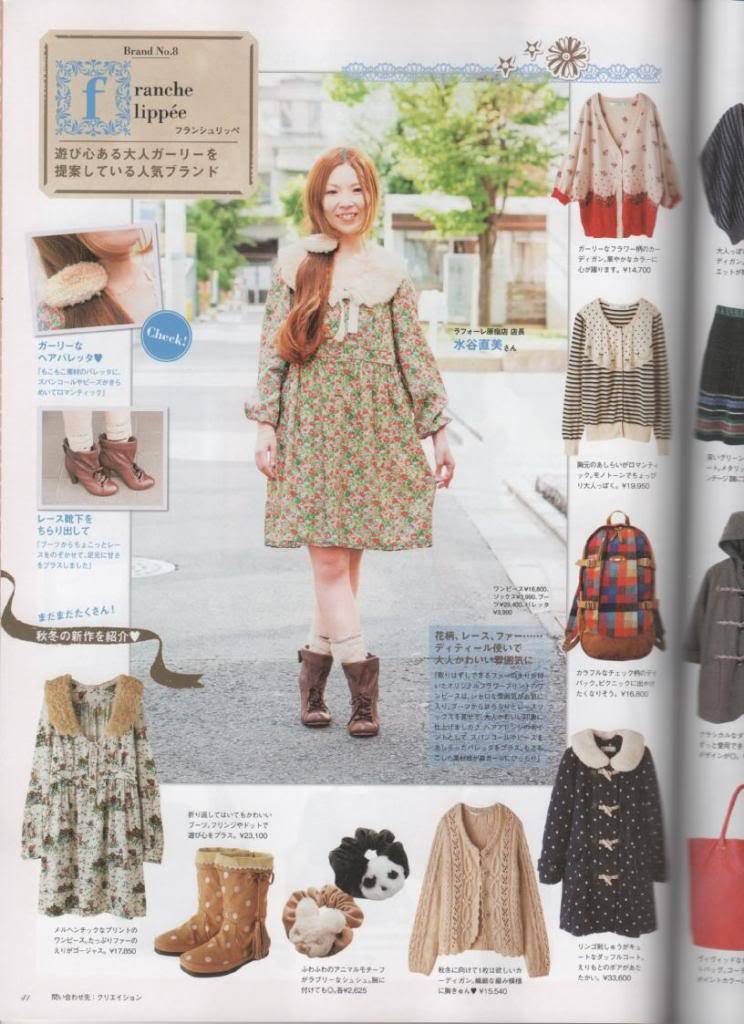 Brand No.8
franche
lippée
フランシュリッペ
遊び心ある大人ガーリーを
提案している人気ブランド
Check!
ガーリーな
ヘアバレッタ♥
「もこもこ素材のバレッタに、
スパンコールやビーズがきら
めいてロマンティック」
レース靴下を
ちらり出して
「ブーツからちょこっとレー
スをのぞかせて、足元に甘さ
をプラスしました」
ラフォーレ原宿店 店長
水谷直美さん
ワンピース¥16,800、
ソックス¥3,990、ブー
ツ¥29,400、バレッタ
¥3,990
花柄、レース、ファー……
ディティール使いで
大人かわいい雰囲気に
ガーリーなフラワー柄のカー
ディガン。華やかなカラーに
心が躍ります。¥14,700
胸元のあしらいがロマンティ
ック。モノトーンでちょっぴ
り大人っぽく。¥19,950
カラフルなチェック柄のデイ
パック。ピクニックに出かけ
たくなりそう。¥16,800
まだまだたくさん!
秋冬の新作を紹介♥
メルヘンチックなプリントの
ワンピース。たっぷりファーの
えりがゴージャス。¥17,850
折り返してはいてもかわいい
ブーツ。フリンジやドットで
遊び心をプラス。¥23,100
ふわふわのアニマルモチーフ
がラブリーなシュシュ。腕に
付けても◎。各¥2,625
秋冬に向けて1枚は欲しいカ
ーディガン。繊細な編み模様
に胸きゅん♥¥15,540
リンゴ刺しゅうがキュ
ートなダッフルコート。
えりもとのボアがあた
たかい。¥33,600
41
問い合わせ先:クリエイション
大人っぽ
ディガン。
エットが
深いグリーン
ート。メタリッ
クラシカルなダ
ずっと愛用でき
デザインが◎。
ヴィヴィッドな
トバッグ。コー
ポイントカラー